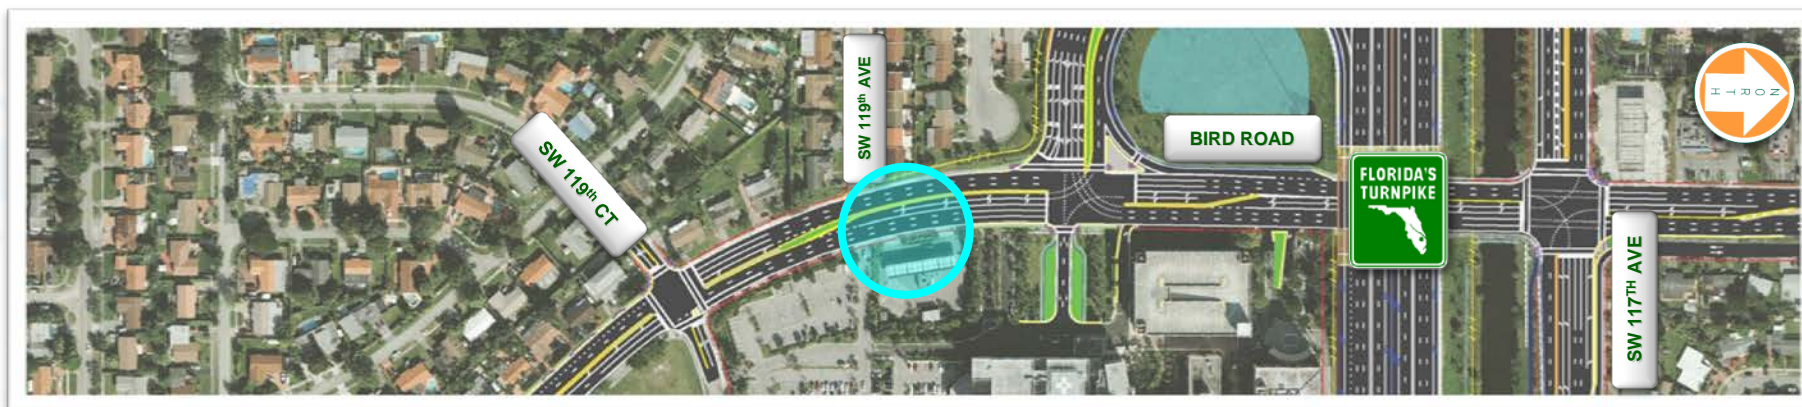 SW 119th CT
SW 119th AVE
BIRD ROAD
FLORIDA'S
TURNPIKE
SW 117TH AVE
NORTH